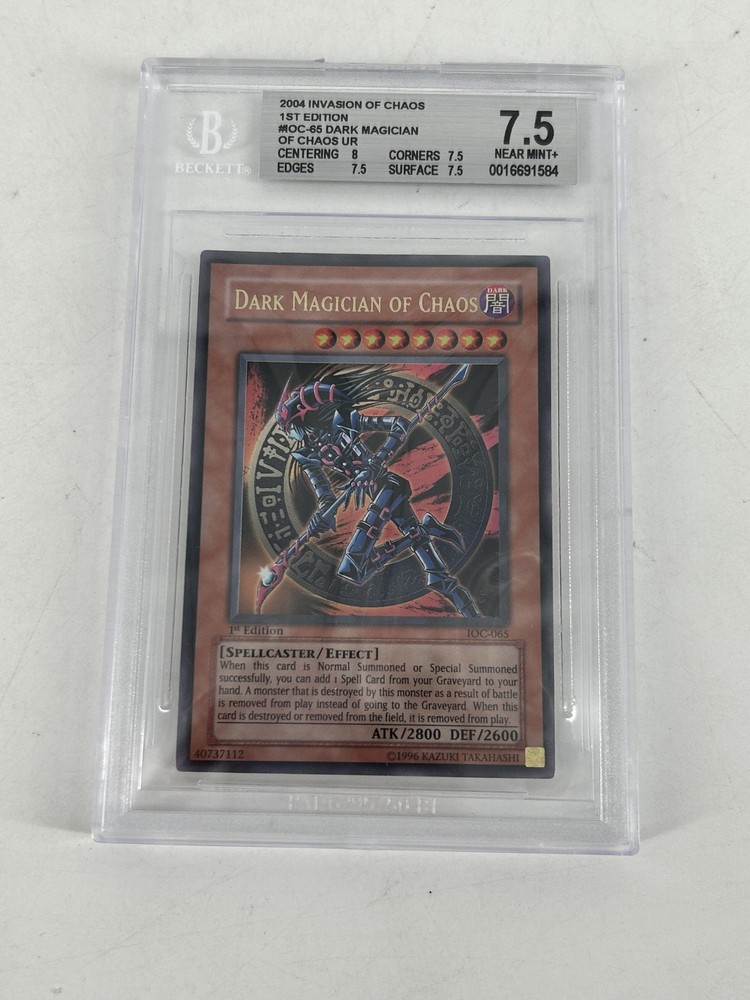 2004 INVASION OF CHAOS
1ST EDITION
#IOC-65 DARK MAGICIAN
OF CHAOS UR
CENTERING 8 CORNERS 7.5
EDGES 7.5 SURFACE 7.5
7.5
NEAR MINT+
0016691584
B
BECKETT®
DARK MAGICIAN OF CHAOS
DARK
闇
1st Edition
IOC-065
[SPELLCASTER/EFFECT]
When this card is Normal Summoned or Special Summoned
successfully, you can add 1 Spell Card from your Graveyard to your
hand. A monster that is destroyed by this monster as a result of battle
is removed from play instead of going to the Graveyard. When this
card is destroyed or removed from the field, it is removed from play.
ATK/2800 DEF/2600
40737112
©1996 KAZUKI TAKAHASHI